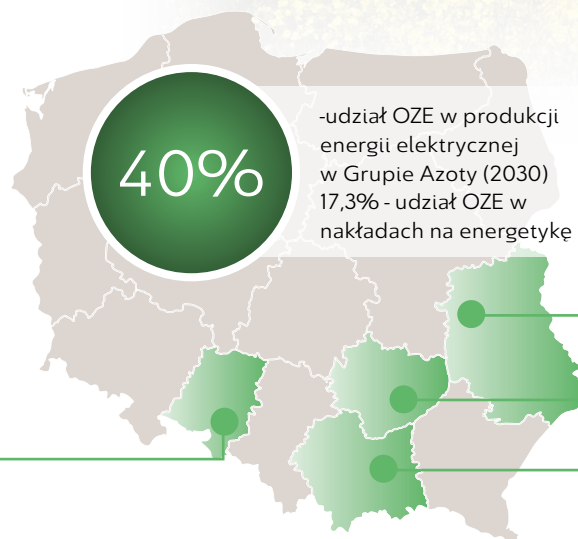 40%
-udział OZE w produkcji
energii elektrycznej
w Grupie Azoty (2030)
17,3% - udział OZE w
nakładach na energetykę